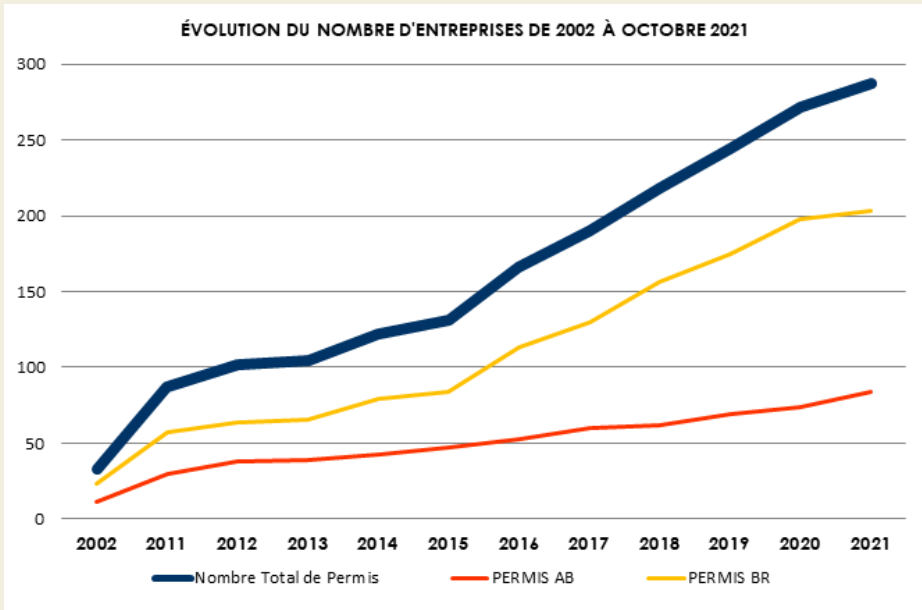 ÉVOLUTION DU NOMBRE D'ENTREPRISES DE 2002 À OCTOBRE 2021
300
250
200
150
100
50
0
2002 2011 2012 2013 2014 2015 2016 2017 2018 2019 2020 2021
Nombre Total de Permis PERMIS AB PERMIS BR